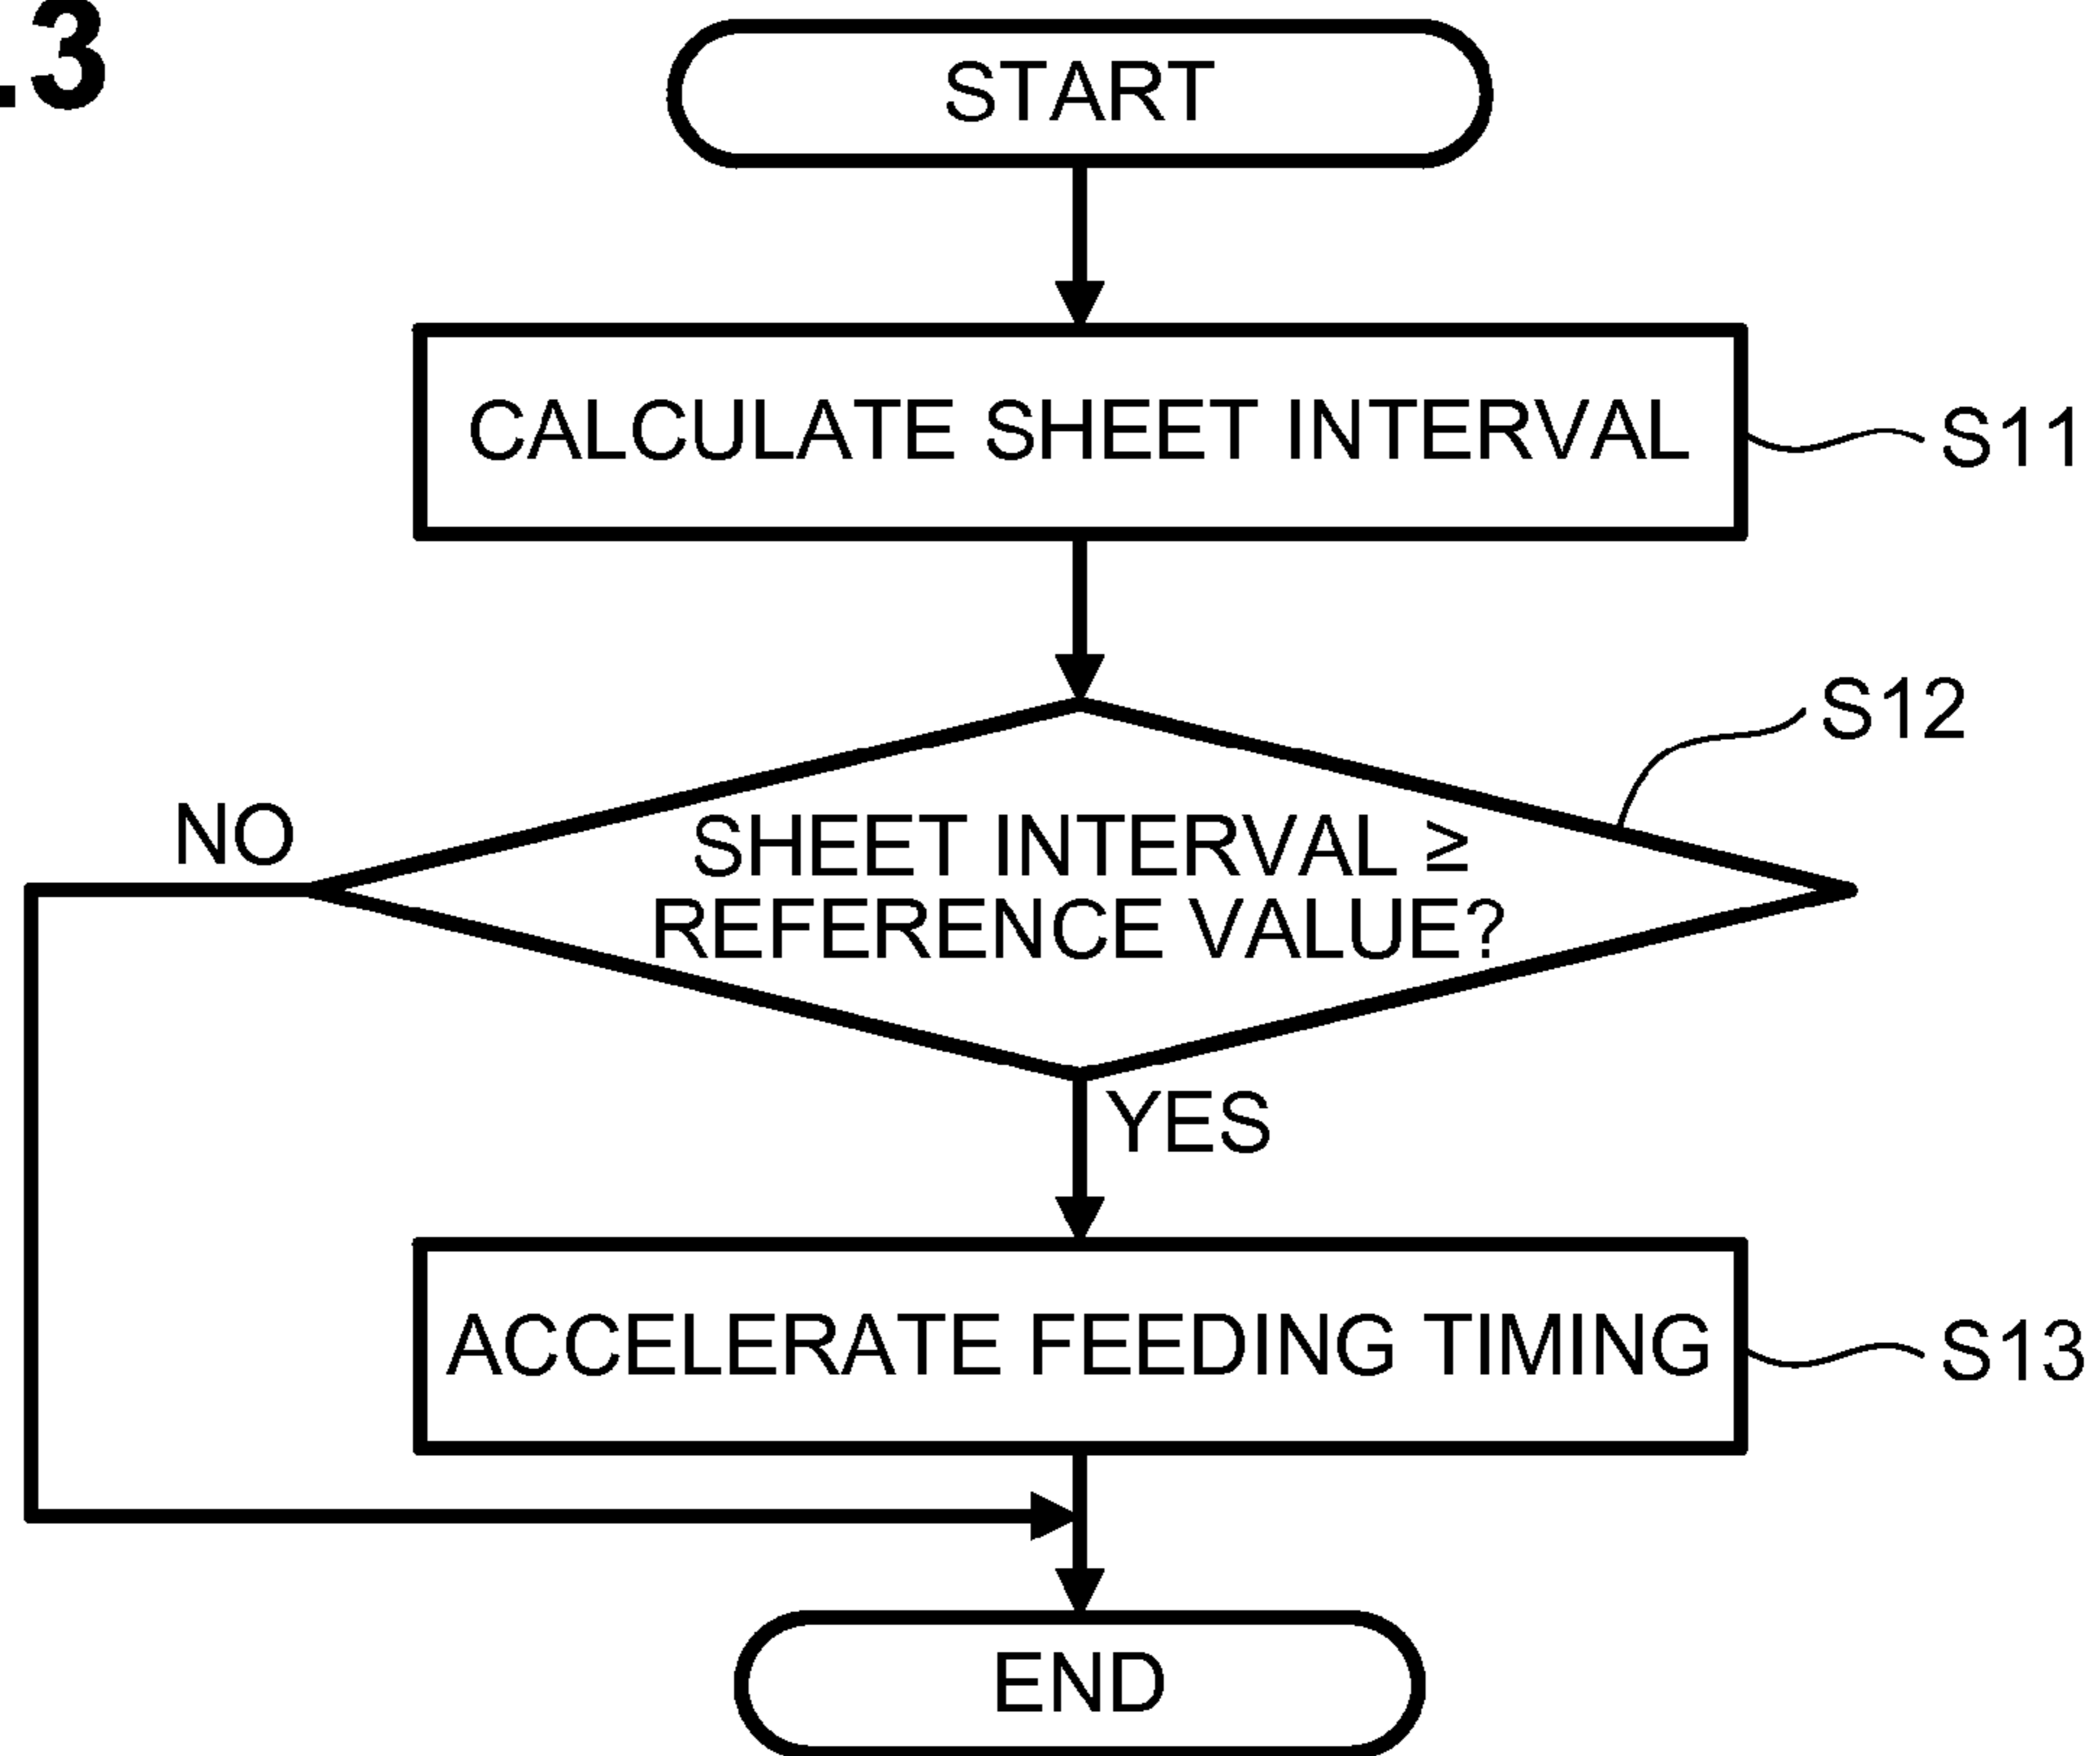 .3
START
CALCULATE SHEET INTERVAL
S11
S12
NO
SHEET INTERVAL ≥
REFERENCE VALUE?
YES
ACCELERATE FEEDING TIMING
S13
END